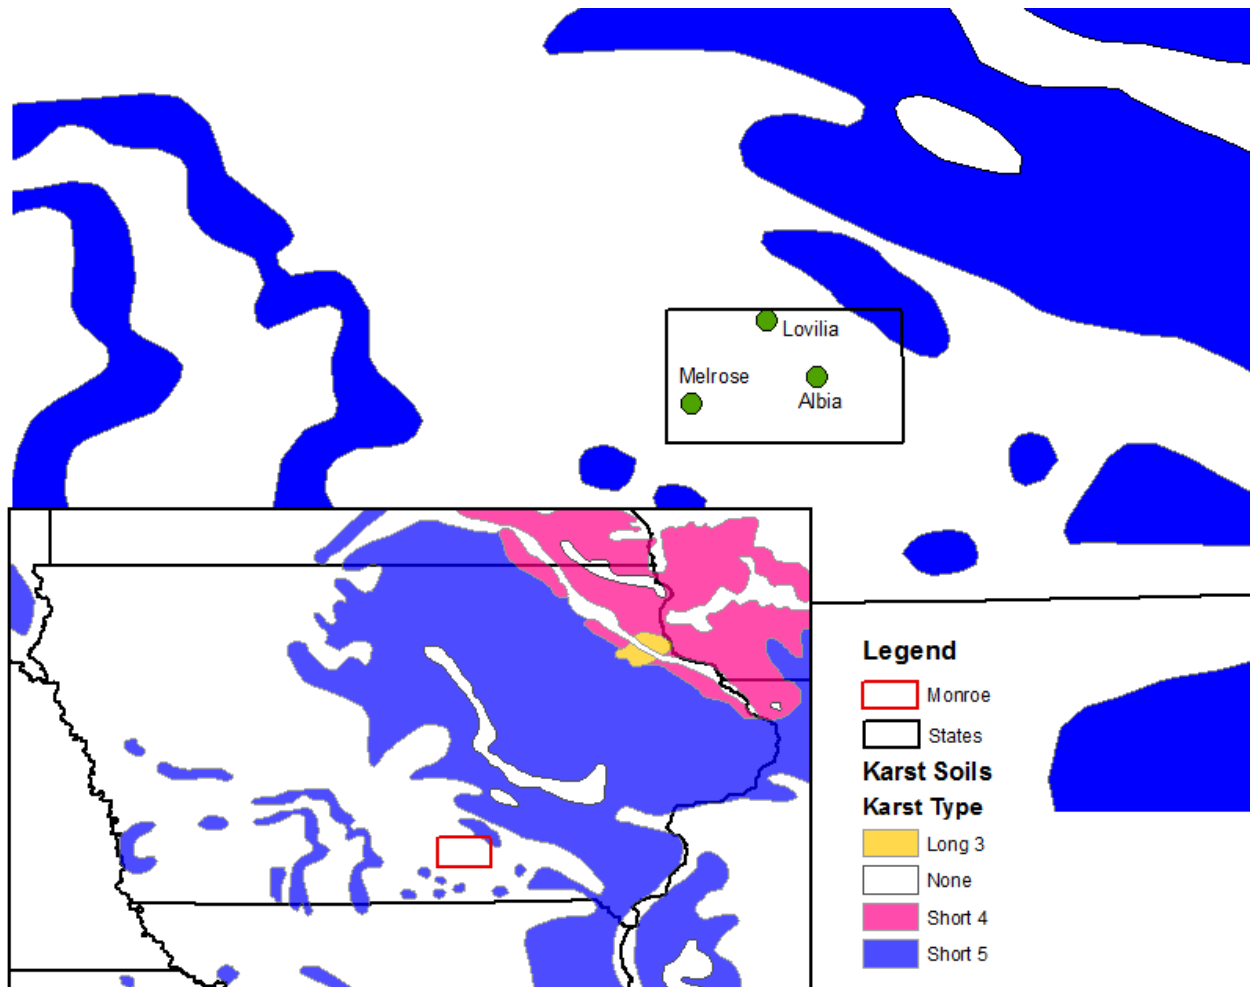 Lovilia
Melrose
Albia
Legend
Monroe
States
Karst Soils
Karst Type
Long 3
None
Short 4
Short 5